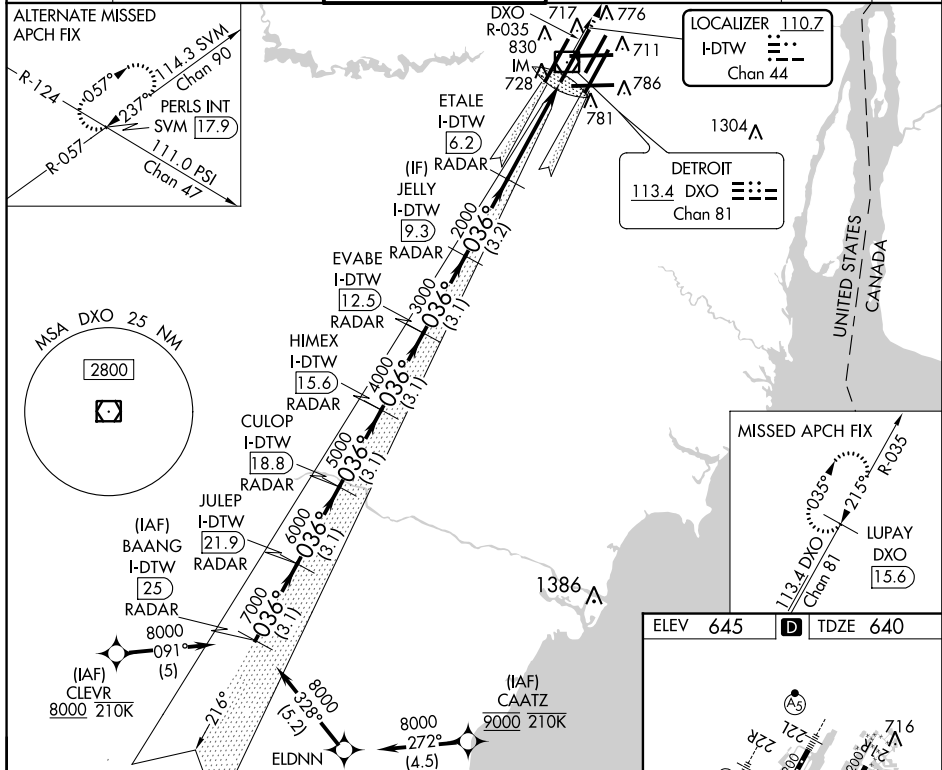 ALTERNATE MISSED
APCH FIX
R-124
057°
237°
114.3 SVM
Chan 90
PERLS INT
SVM 17.9
R-057
111.0 PSI
Chan 47
DXO
R-035
717
776
830
711
IM
728
786
781
1304
LOCALIZER 110.7
I-DTW
Chan 44
DETROIT
113.4 DXO
Chan 81
UNITED STATES
CANADA
ETALE
I-DTW
6.2
RADAR
(IF)
JELLY
I-DTW
9.3
RADAR
2000
036°
(3.2)
EVABE
I-DTW
12.5
RADAR
3000
036°
(3.1)
HIMEX
I-DTW
15.6
RADAR
4000
036°
(3.1)
CULOP
I-DTW
18.8
RADAR
5000
036°
(3.1)
JULEP
I-DTW
21.9
RADAR
6000
036°
(3.1)
(IAF)
BAANG
I-DTW
25
RADAR
7000
036°
(3.1)
MSA DXO 25 NM
2800
8000
091°
(5)
(IAF)
CLEVR
8000 210K
216°
8000
328°
(5.2)
ELDNN
8000
272°
(4.5)
(IAF)
CAATZ
9000 210K
1386
MISSED APCH FIX
R-035
035°
215°
LUPAY
DXO
15.6
113.4 DXO
Chan 81
ELEV 645 D TDZE 640
A5
22R
22L
716